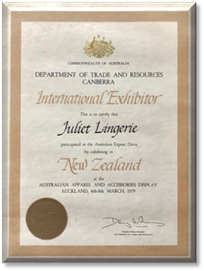 COMMONWEALTH OF AUSTRALIA
DEPARTMENT OF TRADE AND RESOURCES
CANBERRA
International Exhibitor
This is to certify that
Juliet Lingerie
participated in the Australian Export Drive
by exhibiting in
New Zealand
at the
AUSTRALIAN APPAREL AND ACCESSORIES DISPLAY
AUCKLAND, 6th-8th MARCH, 1979